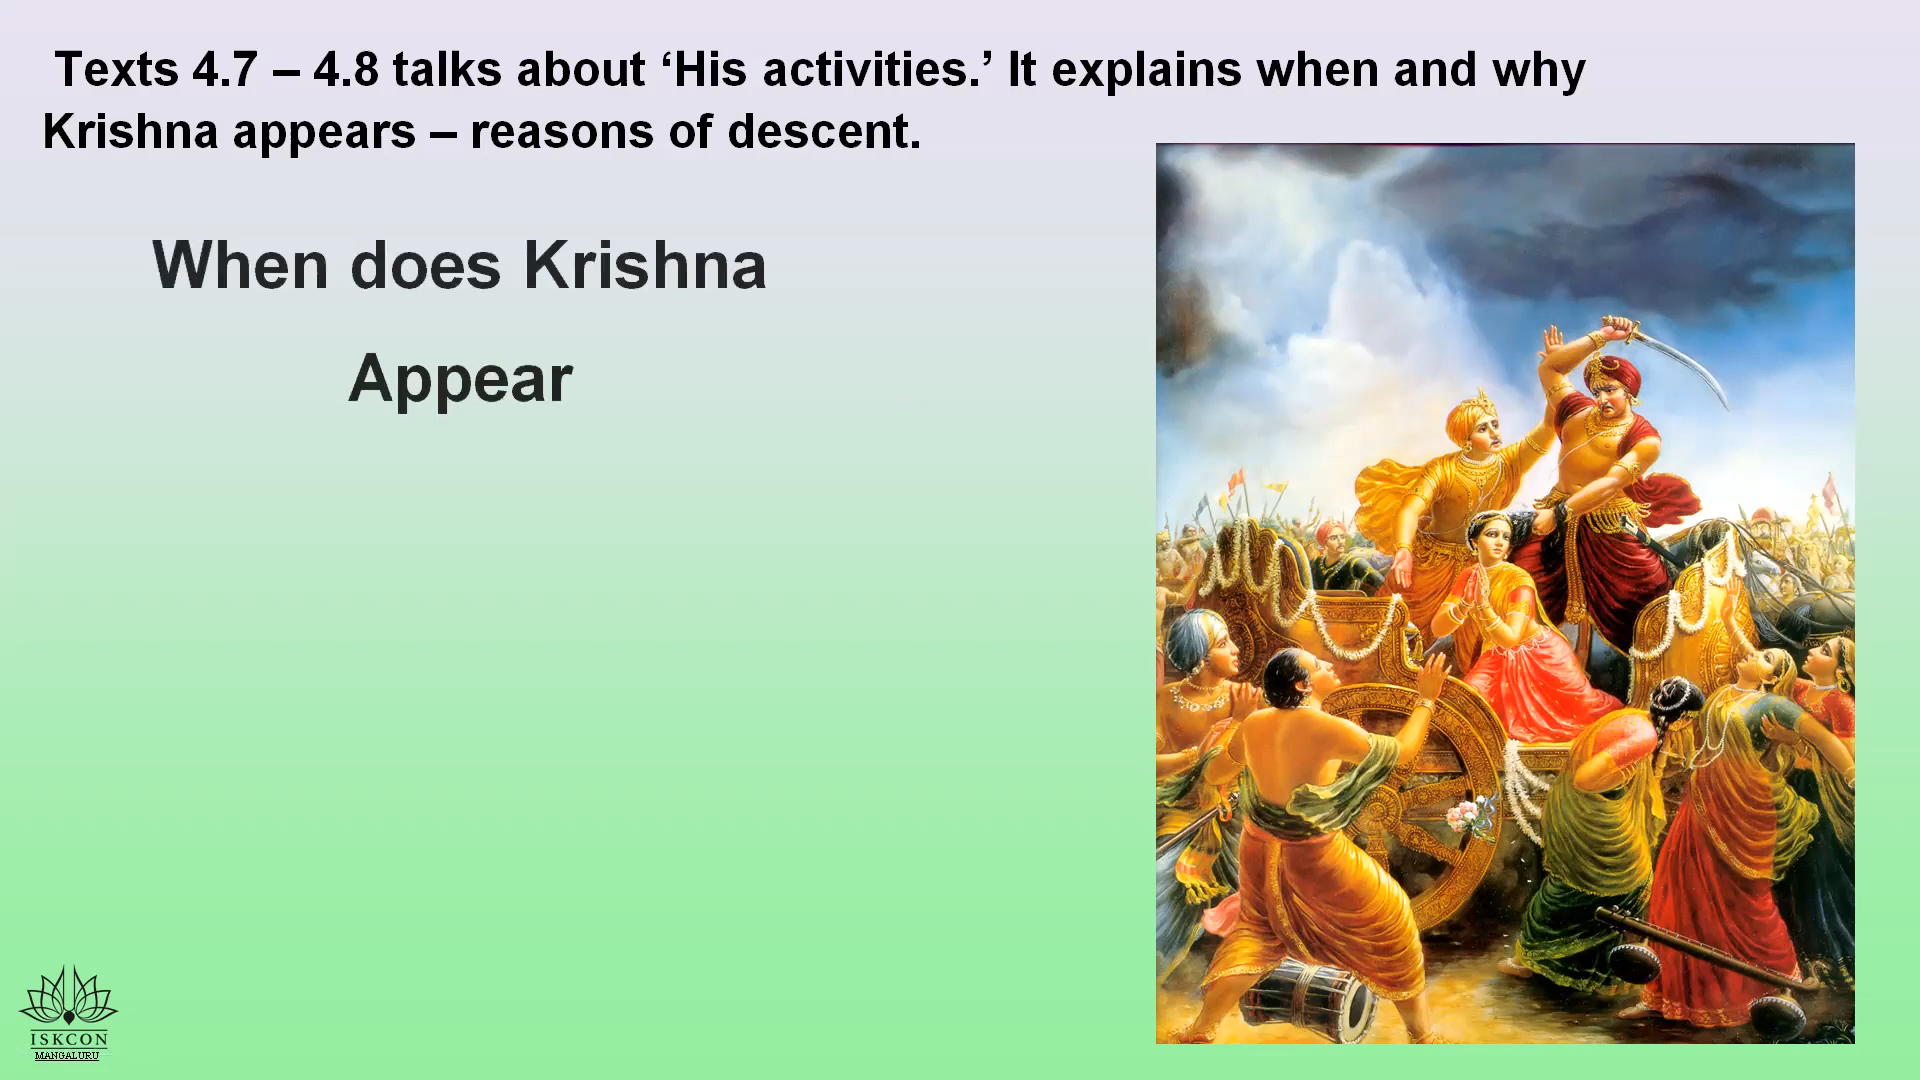 Texts 4.7 – 4.8 talks about ‘His activities.’ It explains when and why
Krishna appears – reasons of descent.
When does Krishna
Appear
ISKCON
MANGALURU